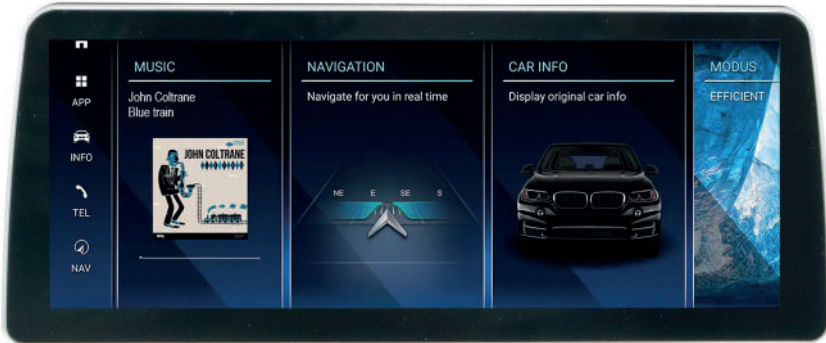 APP
INFO
TEL
NAV
MUSIC
John Coltrane
Blue train
JOHN COLTRANE
NAVIGATION
Navigate for you in real time
NE E SE S
CAR INFO
Display original car info
MODUS
EFFICIENT